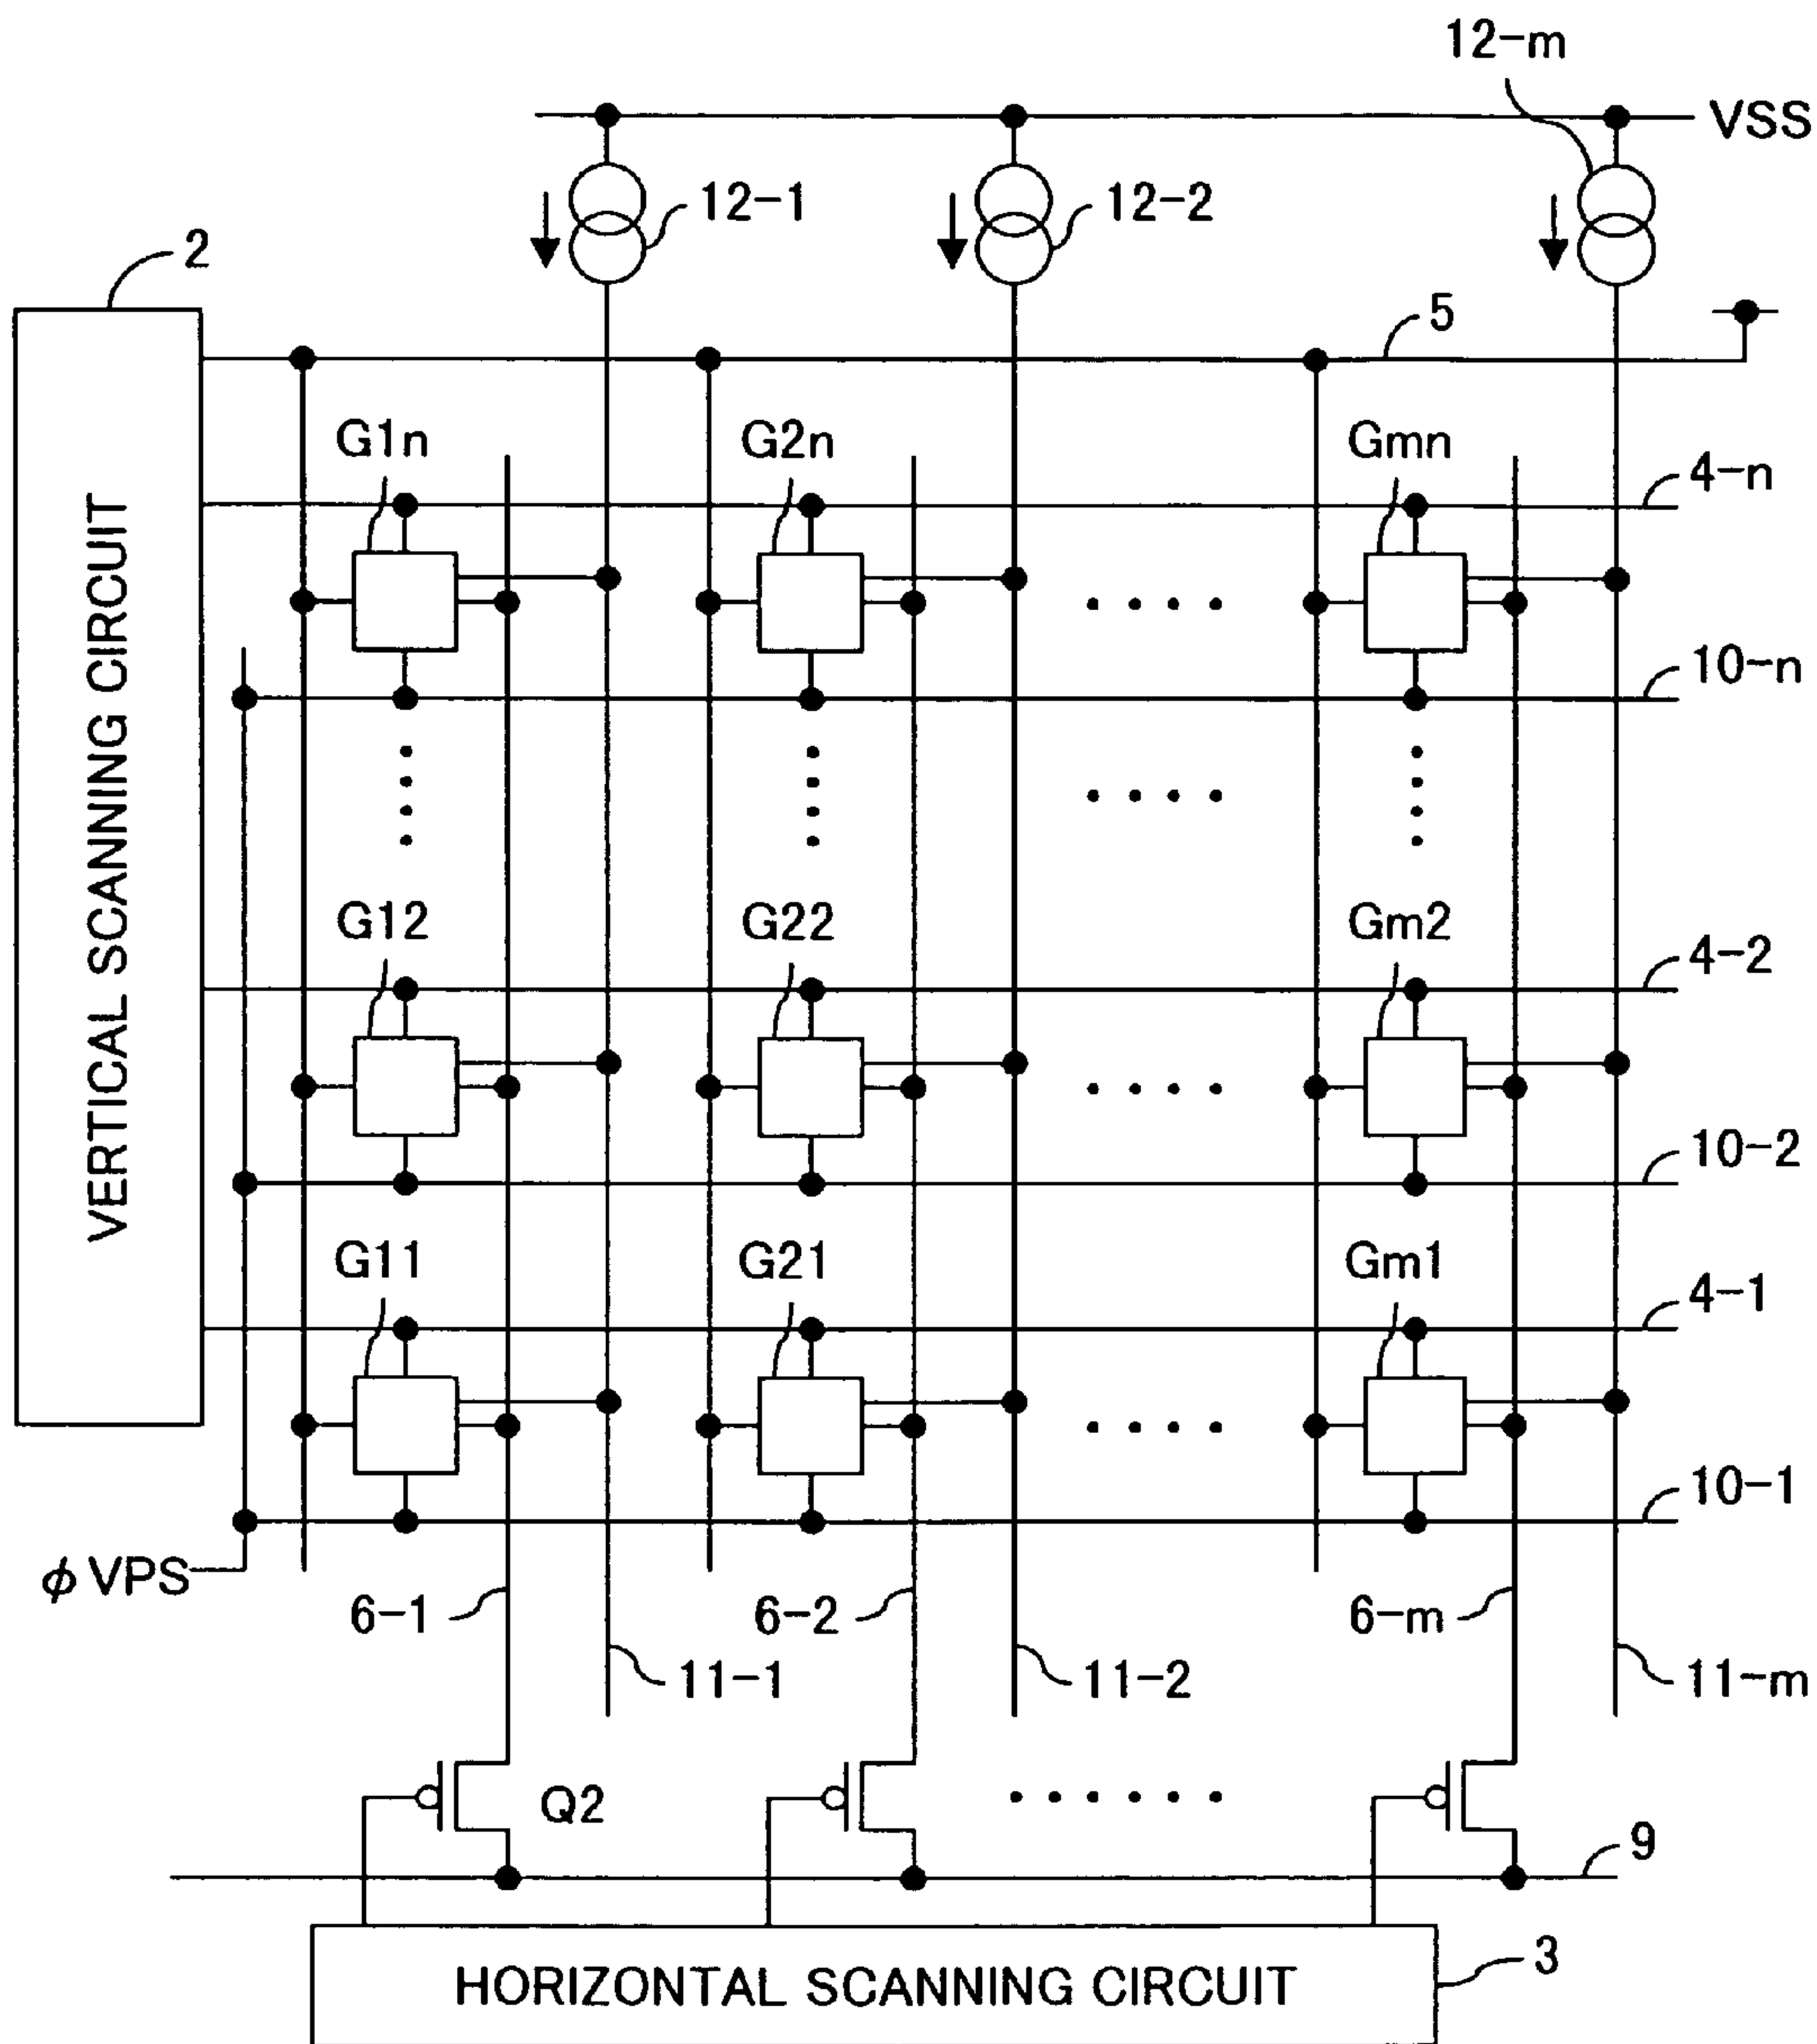 12-m
VSS
12-1
12-2
2
5
G1n
G2n
Gmn
4-n
VERTICAL SCANNING CIRCUIT
10-n
G12
G22
Gm2
4-2
10-2
G11
G21
Gm1
4-1
10-1
ϕ VPS
6-1
6-2
6-m
11-1
11-2
11-m
Q2
9
3
HORIZONTAL SCANNING CIRCUIT